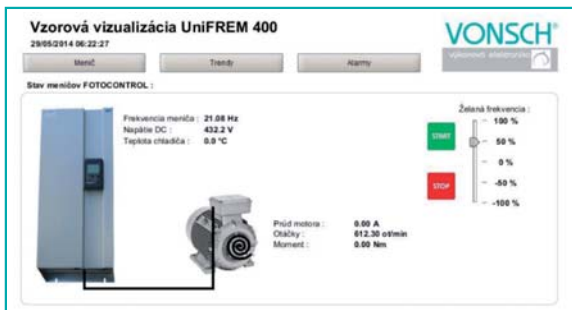 Vzorová vizualizácia UniFREM 400
29/05/2014 06:22:27
VONSCH®
výkonová elektronika
Menič
Trendy
Alarmy
Stav meničov FOTOCONTROL :
Frekvencia meniča : 21.08 Hz
Napätie DC : 432.2 V
Teplota chladiča : 0.0 °C
Želaná frekvencia :
START
STOP
100 %
50 %
0 %
-50 %
-100 %
Prúd motora : 0.00 A
Otáčky : 612.30 ot/min
Moment : 0.00 Nm